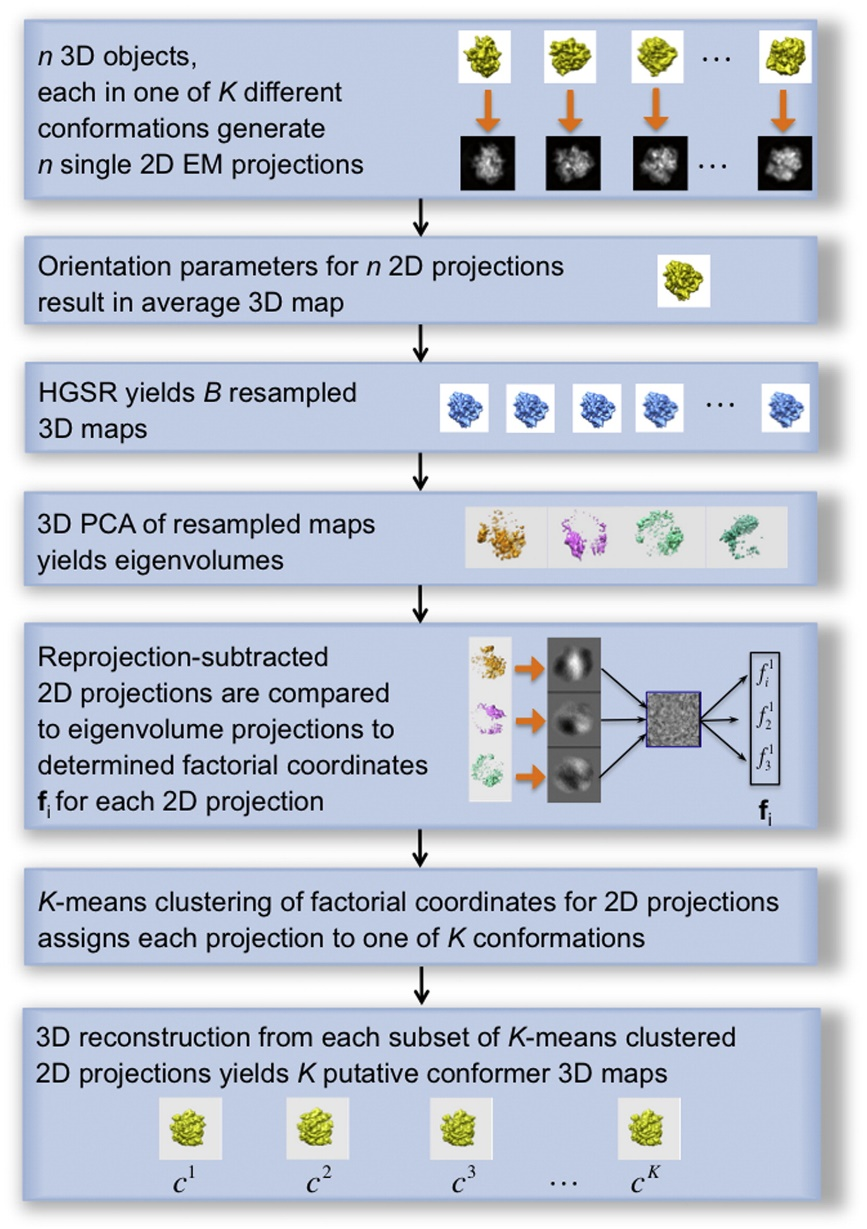 n 3D objects,
each in one of K different
conformations generate
n single 2D EM projections
...
...
Orientation parameters for n 2D projections
result in average 3D map
HGSR yields B resampled
3D maps
...
3D PCA of resampled maps
yields eigenvolumes
Reprojection-subtracted
2D projections are compared
to eigenvolume projections to
determined factorial coordinates
fi for each 2D projection
f_i^1
f_2^1
f_3^1
fi
K-means clustering of factorial coordinates for 2D projections
assigns each projection to one of K conformations
3D reconstruction from each subset of K-means clustered
2D projections yields K putative conformer 3D maps
c^1 c^2 c^3 ... c^K